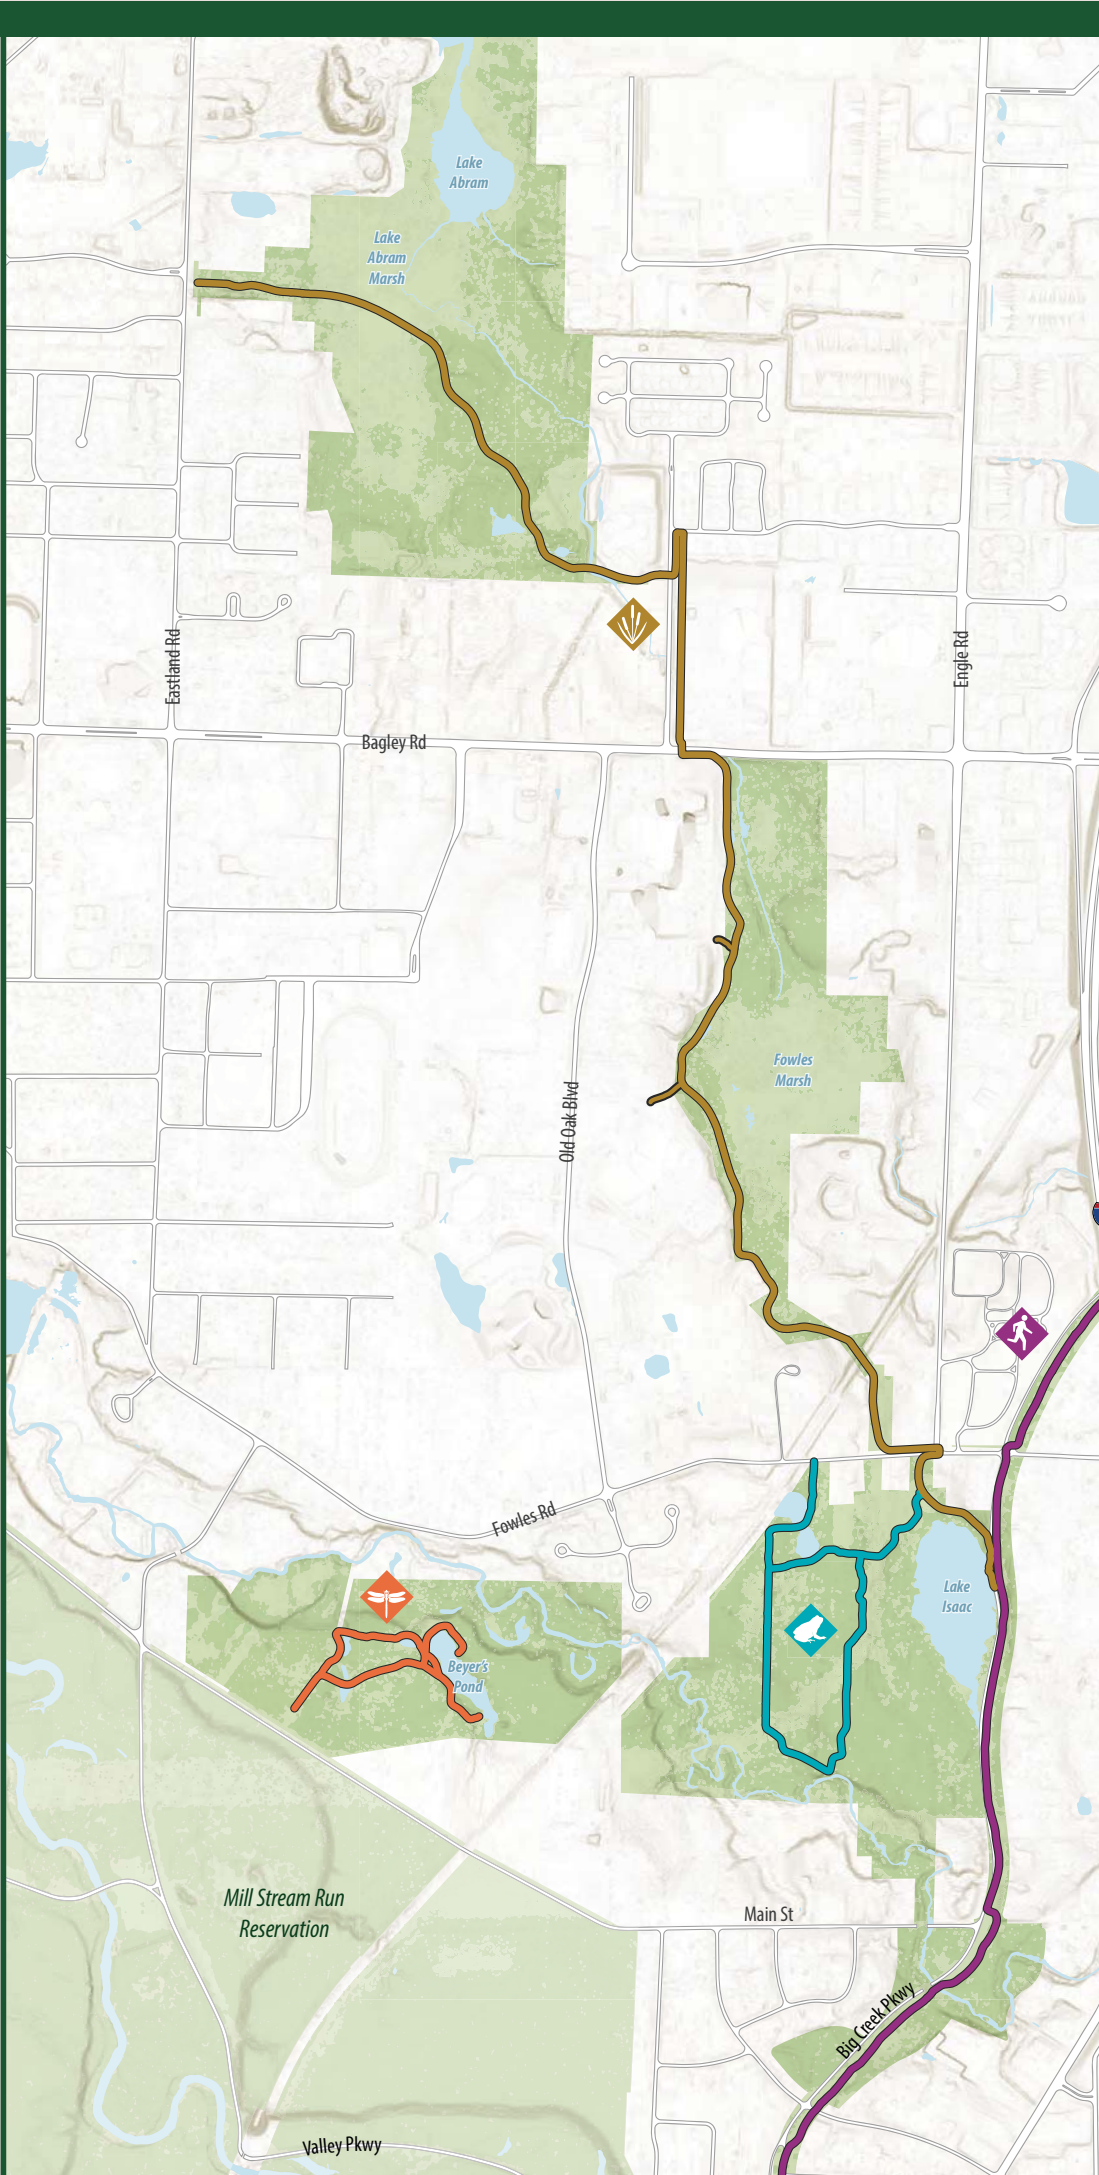 Lake
Abram
Lake
Abram
Marsh
Eastland Rd
Engle Rd
Bagley Rd
Fowles
Marsh
Old Oak Blvd
Fowles Rd
Lake
Isaac
Beyer's
Pond
Mill Stream Run
Reservation
Main St
Big Creek Pkwy
Valley Pkwy